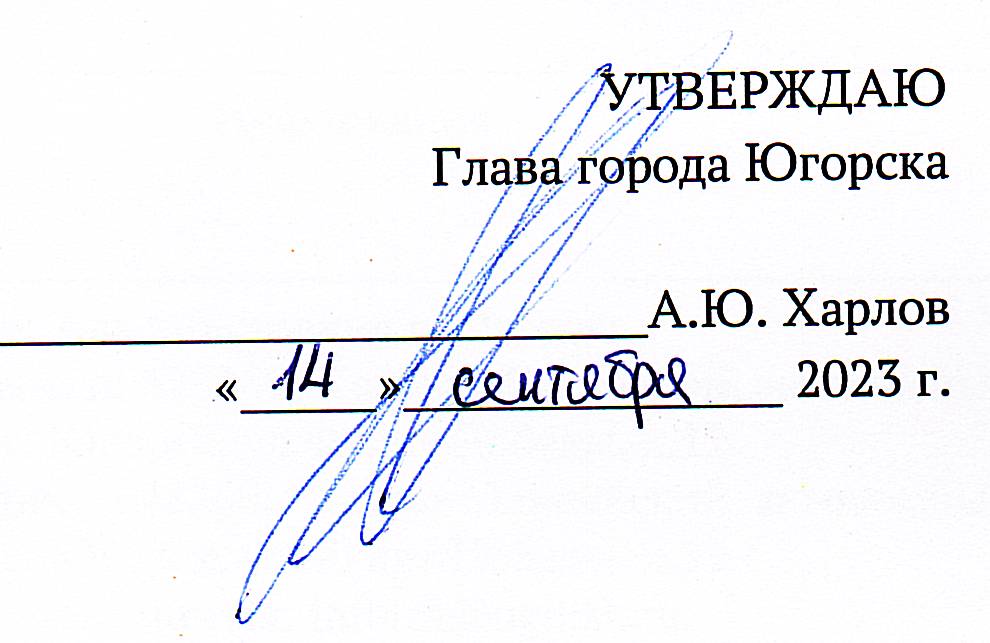 УТВЕРЖДАЮ
Глава города Югорска
А.Ю. Харлов
«14» сентября 2023 г.